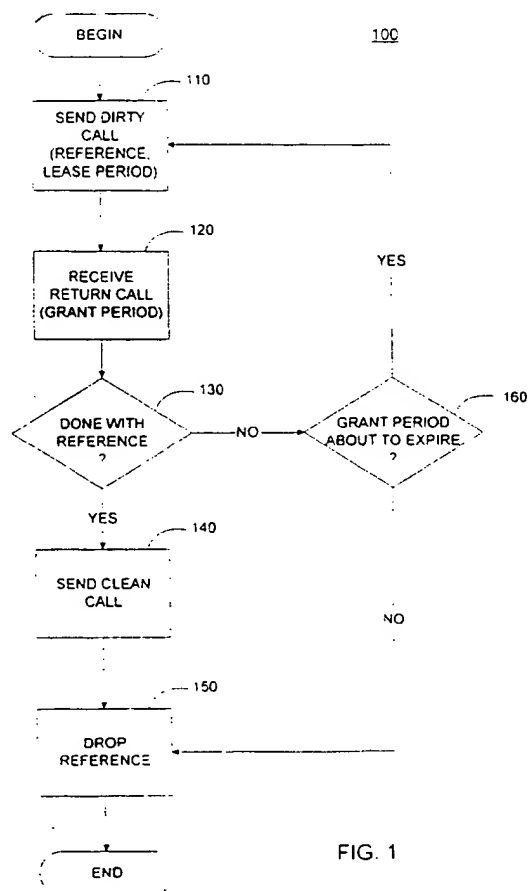 BEGIN
100
110
SEND DIRTY
CALL
(REFERENCE,
LEASE PERIOD)
120
RECEIVE
RETURN CALL
(GRANT PERIOD)
YES
130
DONE WITH
REFERENCE
?
NO
160
GRANT PERIOD
ABOUT TO EXPIRE
?
YES
140
SEND CLEAN
CALL
NO
150
DROP
REFERENCE
END
FIG. 1